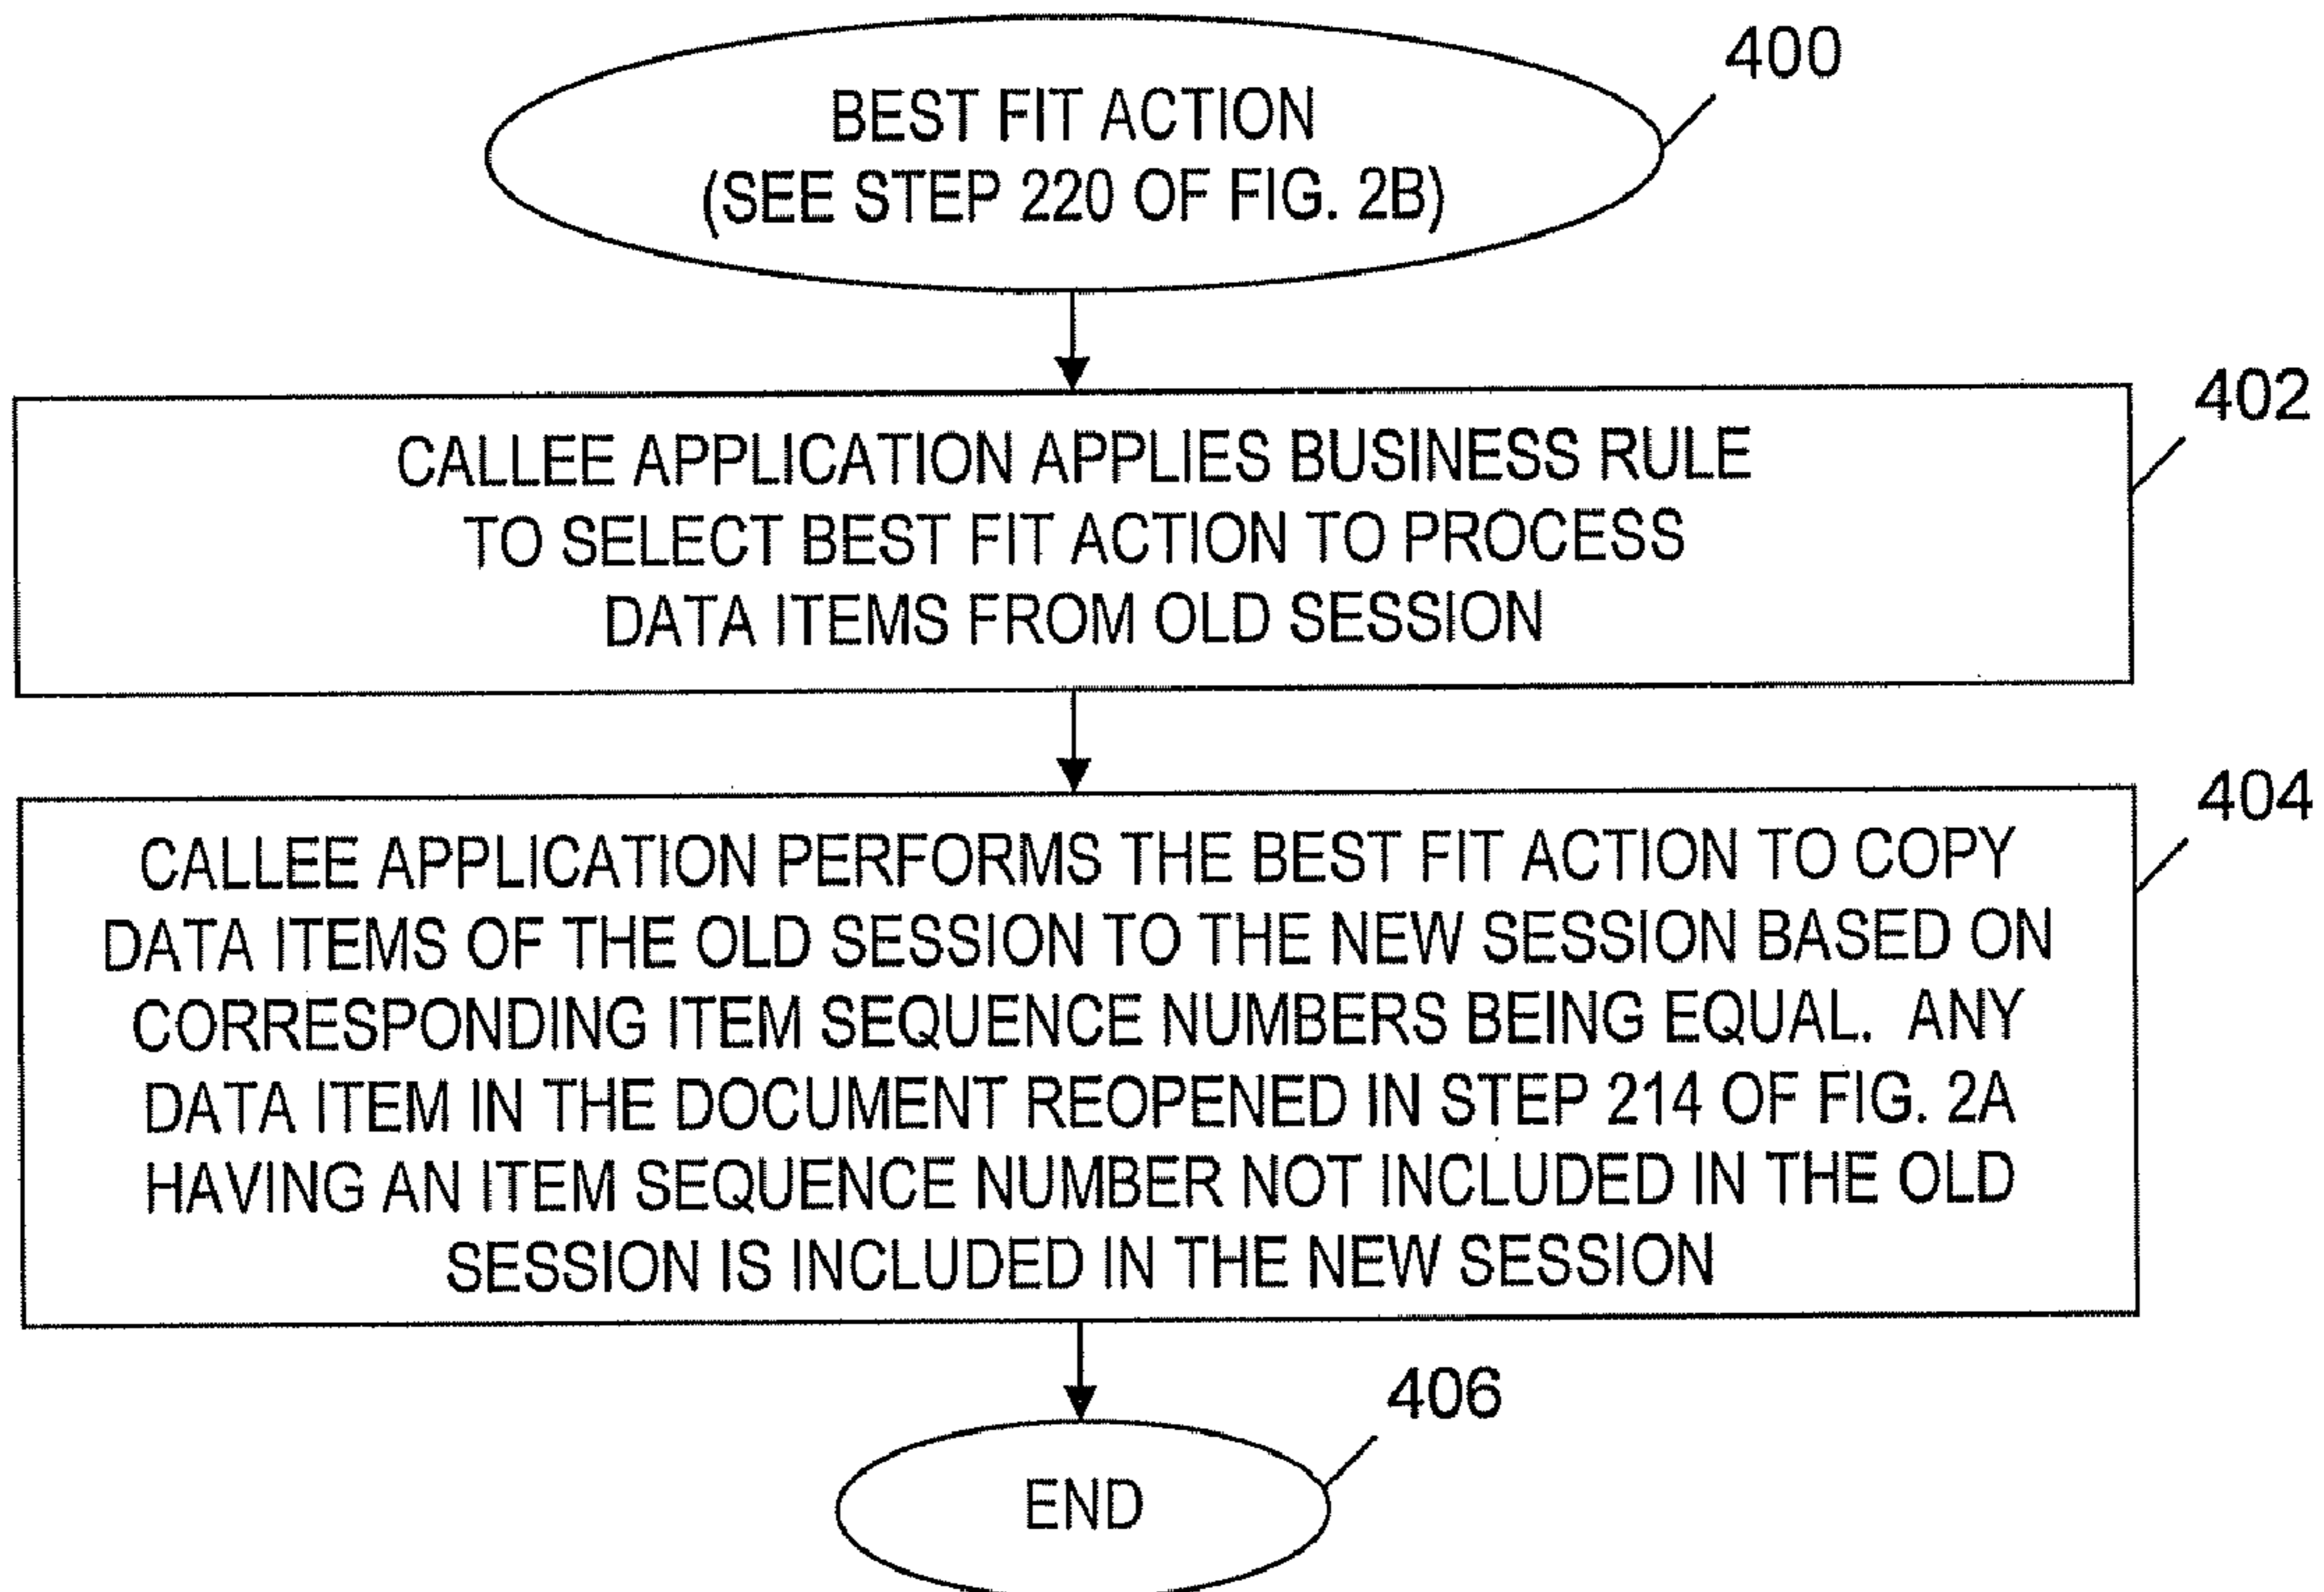 400
BEST FIT ACTION
(SEE STEP 220 OF FIG. 2B)
402
CALLEE APPLICATION APPLIES BUSINESS RULE
TO SELECT BEST FIT ACTION TO PROCESS
DATA ITEMS FROM OLD SESSION
404
CALLEE APPLICATION PERFORMS THE BEST FIT ACTION TO COPY
DATA ITEMS OF THE OLD SESSION TO THE NEW SESSION BASED ON
CORRESPONDING ITEM SEQUENCE NUMBERS BEING EQUAL. ANY
DATA ITEM IN THE DOCUMENT REOPENED IN STEP 214 OF FIG. 2A
HAVING AN ITEM SEQUENCE NUMBER NOT INCLUDED IN THE OLD
SESSION IS INCLUDED IN THE NEW SESSION
406
END